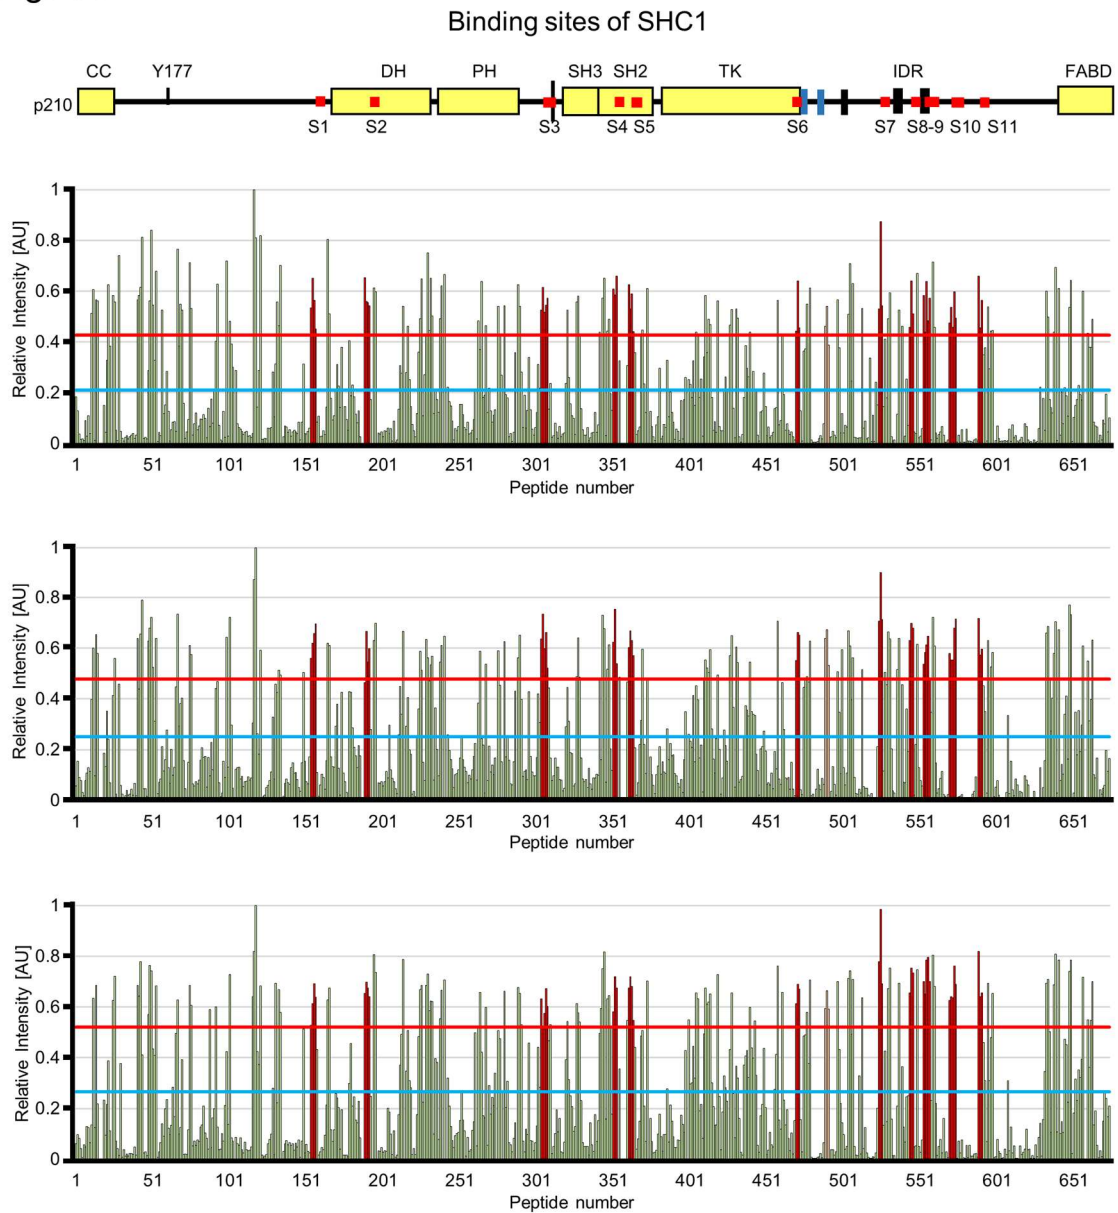 Binding sites of SHC1
CC Y177 DH PH SH3 SH2 TK IDR FABD
p210
S1 S2 S3 S4 S5 S6 S7 S8-9 S10 S11
Relative Intensity [AU]
1
0.8
0.6
0.4
0.2
0
1 51 101 151 201 251 301 351 401 451 501 551 601 651
Peptide number
Relative Intensity [AU]
1
0.8
0.6
0.4
0.2
0
1 51 101 151 201 251 301 351 401 451 501 551 601 651
Peptide number
Relative Intensity [AU]
1
0.8
0.6
0.4
0.2
0
1 51 101 151 201 251 301 351 401 451 501 551 601 651
Peptide number